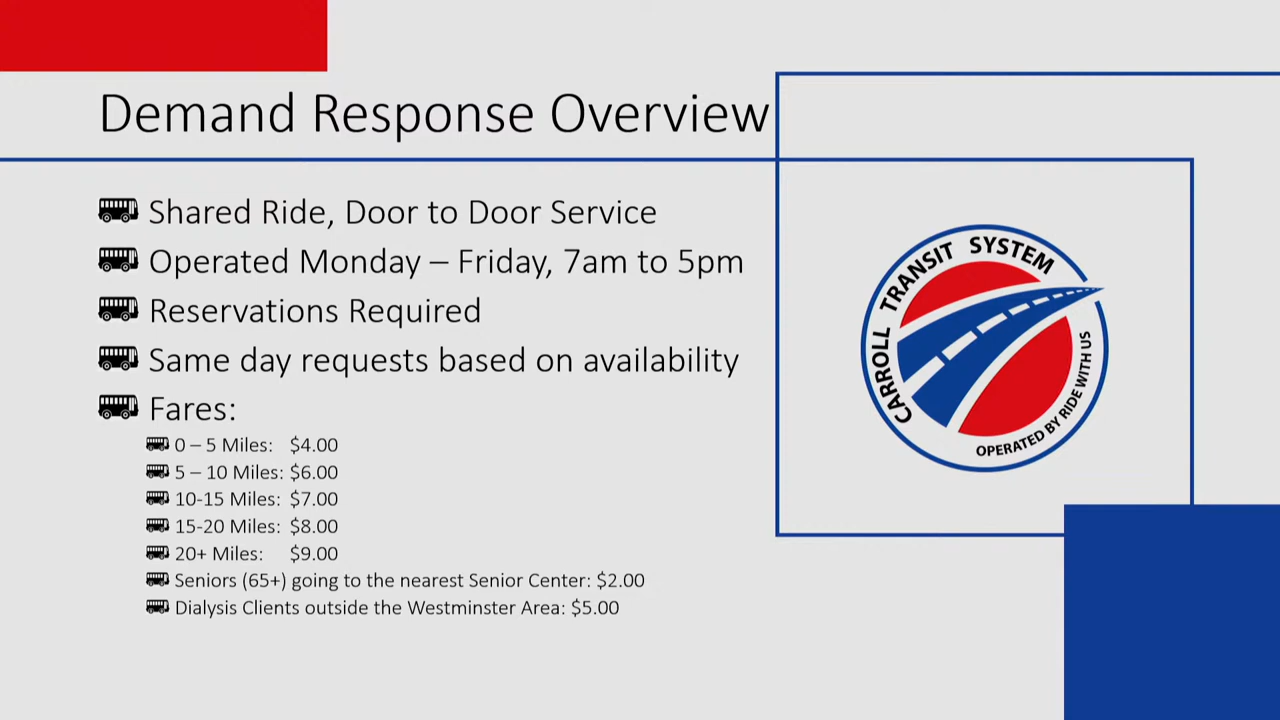 Demand Response Overview
Shared Ride, Door to Door Service
Operated Monday – Friday, 7am to 5pm
Reservations Required
Same day requests based on availability
Fares:
0 – 5 Miles: $4.00
5 – 10 Miles: $6.00
10-15 Miles: $7.00
15-20 Miles: $8.00
20+ Miles: $9.00
Seniors (65+) going to the nearest Senior Center: $2.00
Dialysis Clients outside the Westminster Area: $5.00
CARROLL TRANSIT SYSTEM
OPERATED BY RIDE WITH US